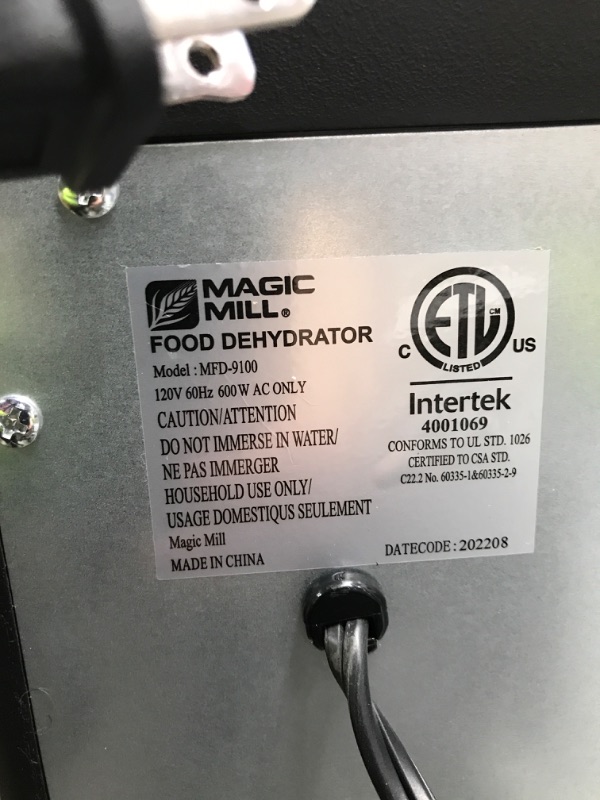 MAGIC
MILL®
FOOD DEHYDRATOR
Model : MFD-9100
120V 60Hz 600W AC ONLY
CAUTION/ATTENTION
DO NOT IMMERSE IN WATER/
NE PAS IMMERGER
HOUSEHOLD USE ONLY/
USAGE DOMESTIQUS SEULEMENT
Magic Mill
MADE IN CHINA
ETL CM
LISTED
C US
Intertek
4001069
CONFORMS TO UL STD. 1026
CERTIFIED TO CSA STD.
C22.2 No. 60335-1&60335-2-9
DATECODE : 202208